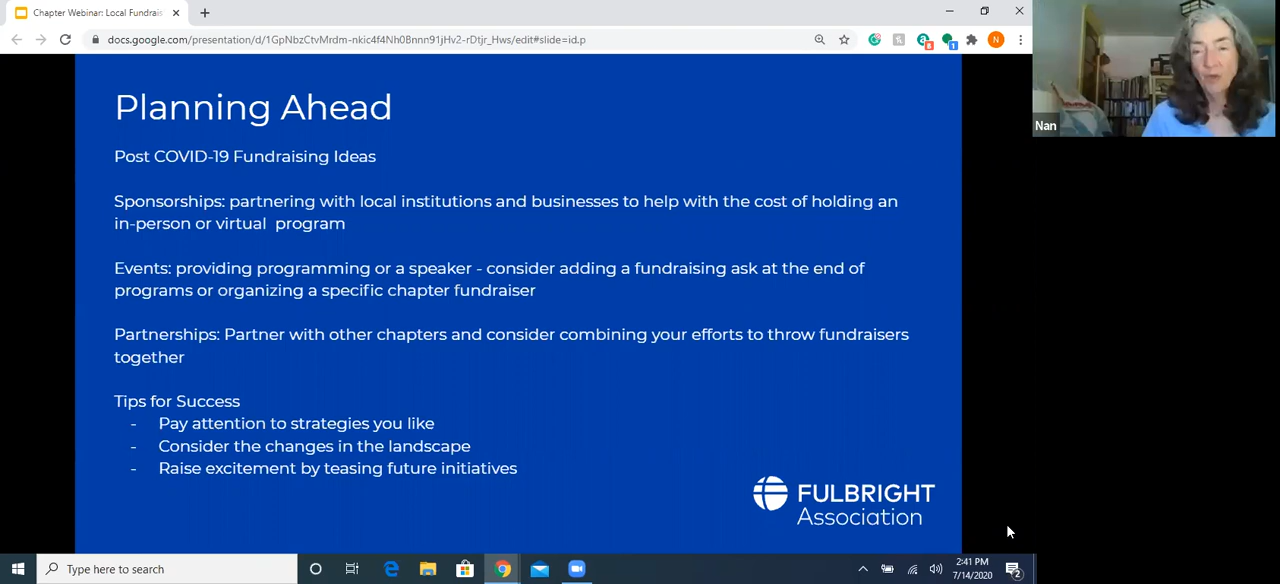 Chapter Webinar: Local Fundrais
docs.google.com/presentation/d/1GpNbzCtvMrdm-nkic4f4Nh0Bnnn91jHv2-rDtjr_Hws/edit#slide=id.p
8
1
N
Nan
Planning Ahead
Post COVID-19 Fundraising Ideas
Sponsorships: partnering with local institutions and businesses to help with the cost of holding an
in-person or virtual program
Events: providing programming or a speaker - consider adding a fundraising ask at the end of
programs or organizing a specific chapter fundraiser
Partnerships: Partner with other chapters and consider combining your efforts to throw fundraisers
together
Tips for Success
- Pay attention to strategies you like
- Consider the changes in the landscape
- Raise excitement by teasing future initiatives
FULBRIGHT
Association
Type here to search
2:41 PM
7/14/2020
2